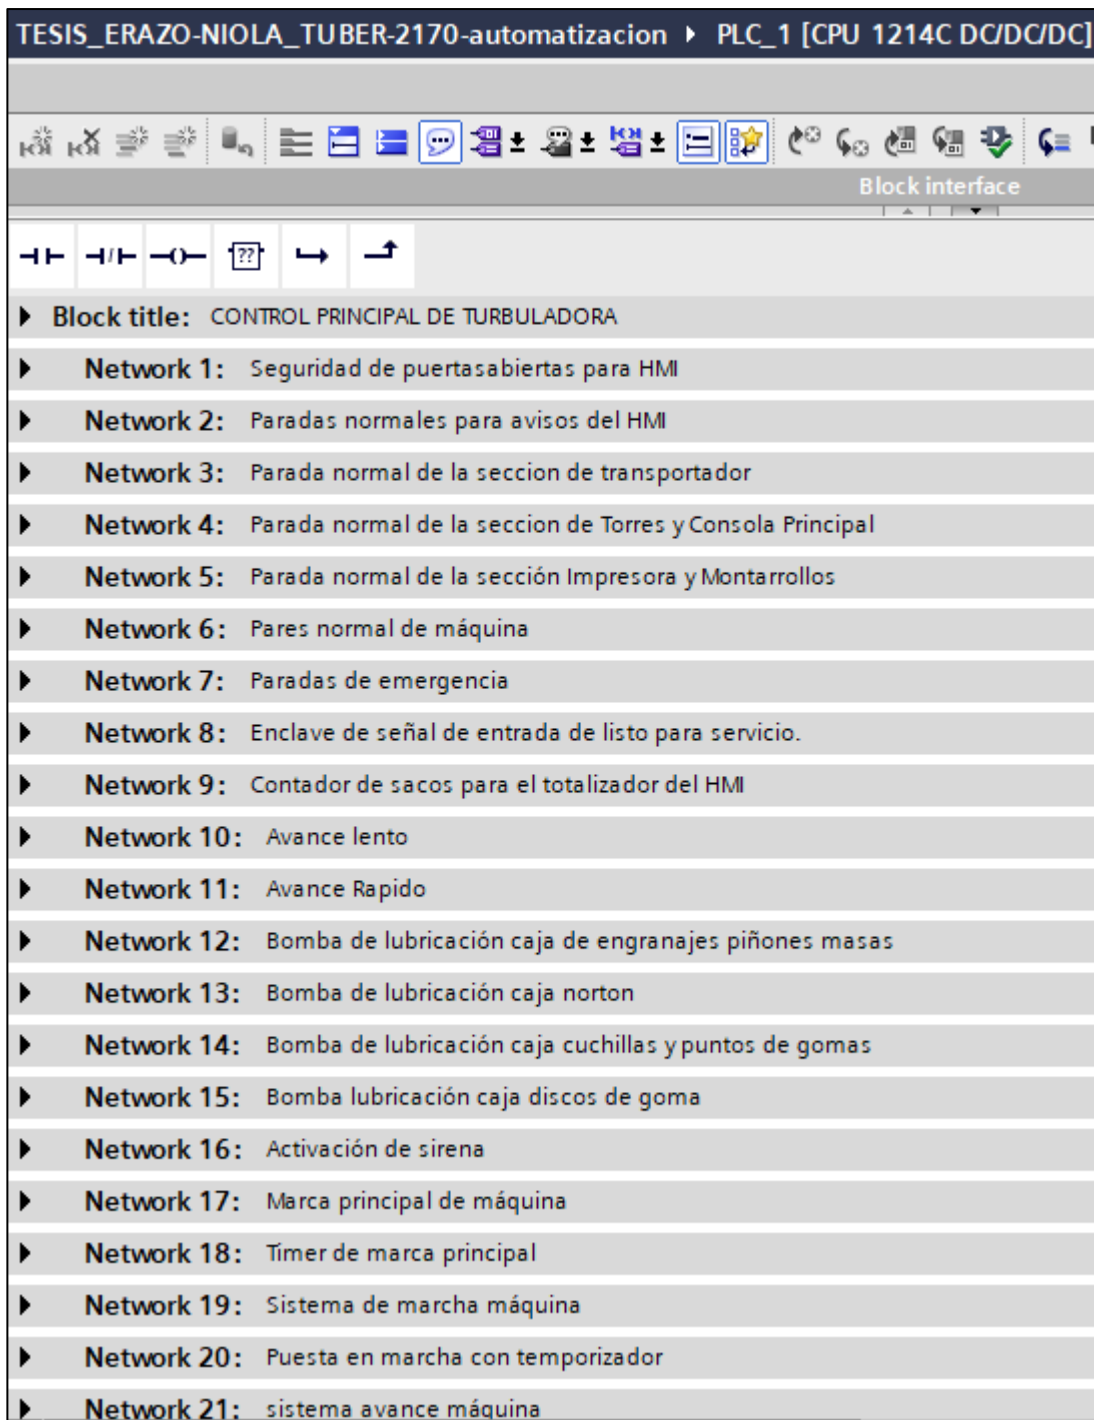 TESIS_ERAZO-NIOLA_TUBER-2170-automatizacion ▸ PLC_1 [CPU 1214C DC/DC/DC]
Block interface
??
Block title: CONTROL PRINCIPAL DE TURBULADORA
Network 1: Seguridad de puertasabiertas para HMI
Network 2: Paradas normales para avisos del HMI
Network 3: Parada normal de la seccion de transportador
Network 4: Parada normal de la seccion de Torres y Consola Principal
Network 5: Parada normal de la sección Impresora y Montarrollos
Network 6: Pares normal de máquina
Network 7: Paradas de emergencia
Network 8: Enclave de señal de entrada de listo para servicio.
Network 9: Contador de sacos para el totalizador del HMI
Network 10: Avance lento
Network 11: Avance Rapido
Network 12: Bomba de lubricación caja de engranajes piñones masas
Network 13: Bomba de lubricación caja norton
Network 14: Bomba de lubricación caja cuchillas y puntos de gomas
Network 15: Bomba lubricación caja discos de goma
Network 16: Activación de sirena
Network 17: Marca principal de máquina
Network 18: Timer de marca principal
Network 19: Sistema de marcha máquina
Network 20: Puesta en marcha con temporizador
Network 21: sistema avance máquina